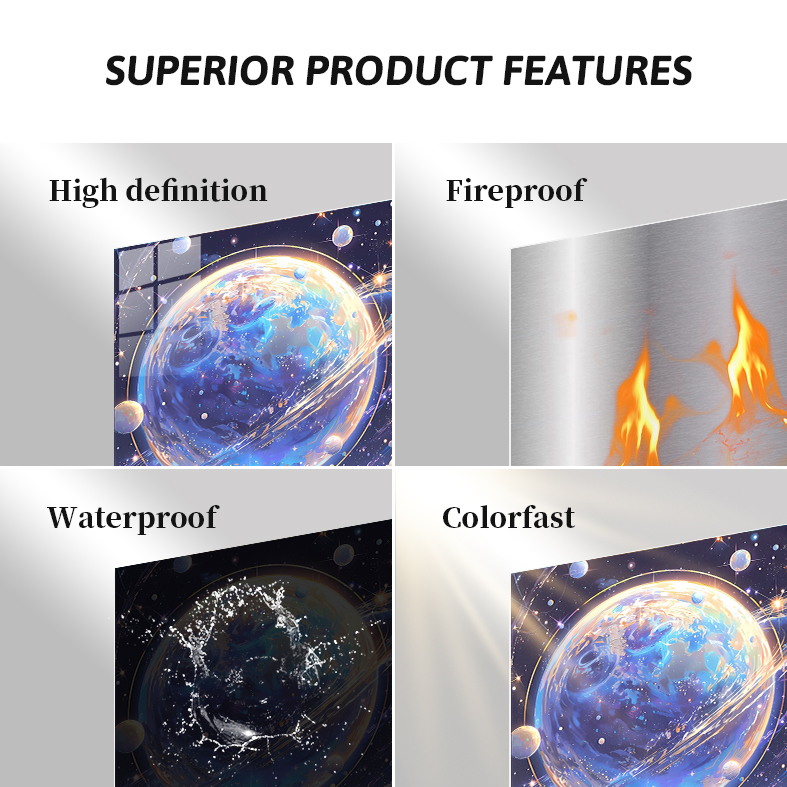 SUPERIOR PRODUCT FEATURES
High definition
Fireproof
Waterproof
Colorfast